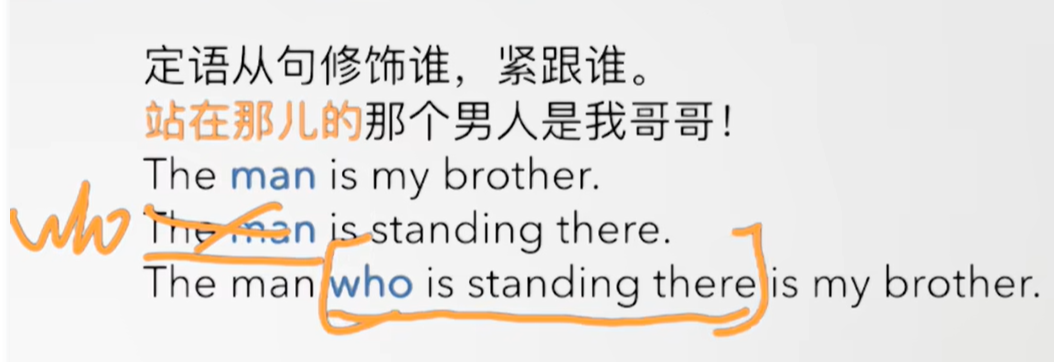 定语从句修饰谁，紧跟谁。
站在那儿的那个男人是我哥哥！
The man is my brother.
who The man is standing there.
The man who is standing there is my brother.